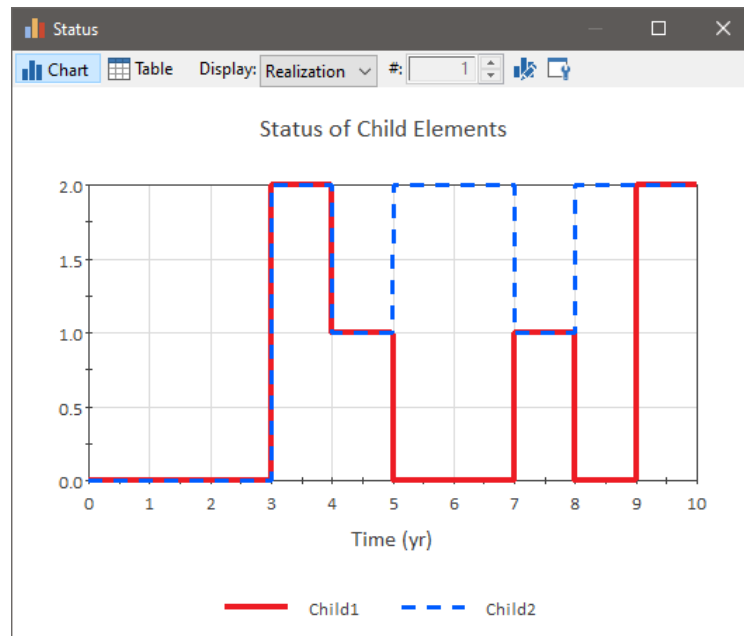 Status
Chart Table Display: Realization #: 1
Status of Child Elements
2.0
1.5
1.0
0.5
0.0
0 1 2 3 4 5 6 7 8 9 10
Time (yr)
Child1 Child2